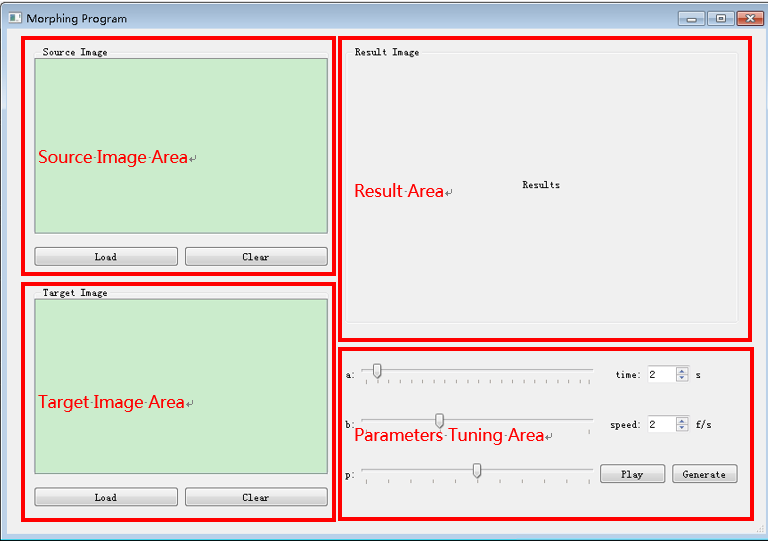 Morphing Program
Source Image
Source Image Area
Load Clear
Target Image
Target Image Area
Load Clear
Result Image
Result Area
Results
a: time: 2 s
b: speed: 2 f/s
Parameters Tuning Area
p: Play Generate